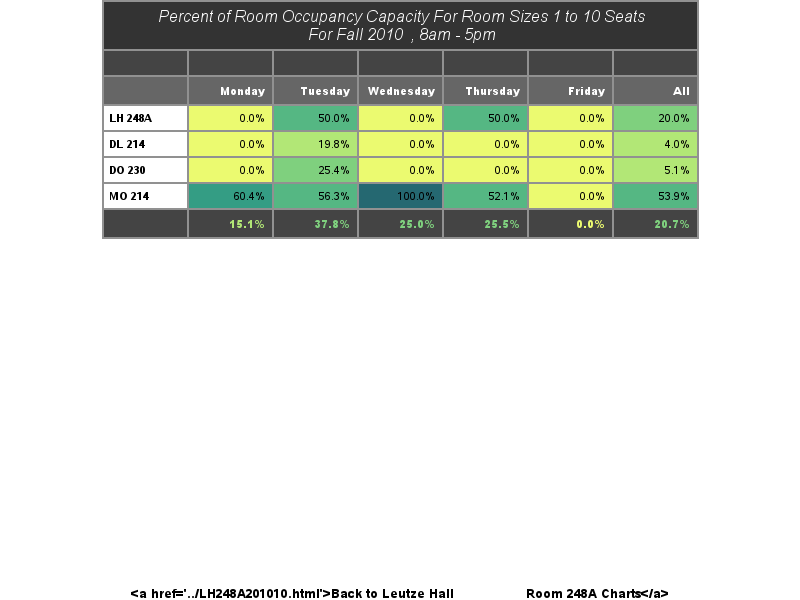 Percent of Room Occupancy Capacity For Room Sizes 1 to 10 Seats
For Fall 2010 , 8am - 5pm
Monday Tuesday Wednesday Thursday Friday All
LH 248A 0.0% 50.0% 0.0% 50.0% 0.0% 20.0%
DL 214 0.0% 19.8% 0.0% 0.0% 0.0% 4.0%
DO 230 0.0% 25.4% 0.0% 0.0% 0.0% 5.1%
MO 214 60.4% 56.3% 100.0% 52.1% 0.0% 53.9%
15.1% 37.8% 25.0% 25.5% 0.0% 20.7%
<a href='../LH248A201010.html'>Back to Leutze Hall Room 248A Charts</a>